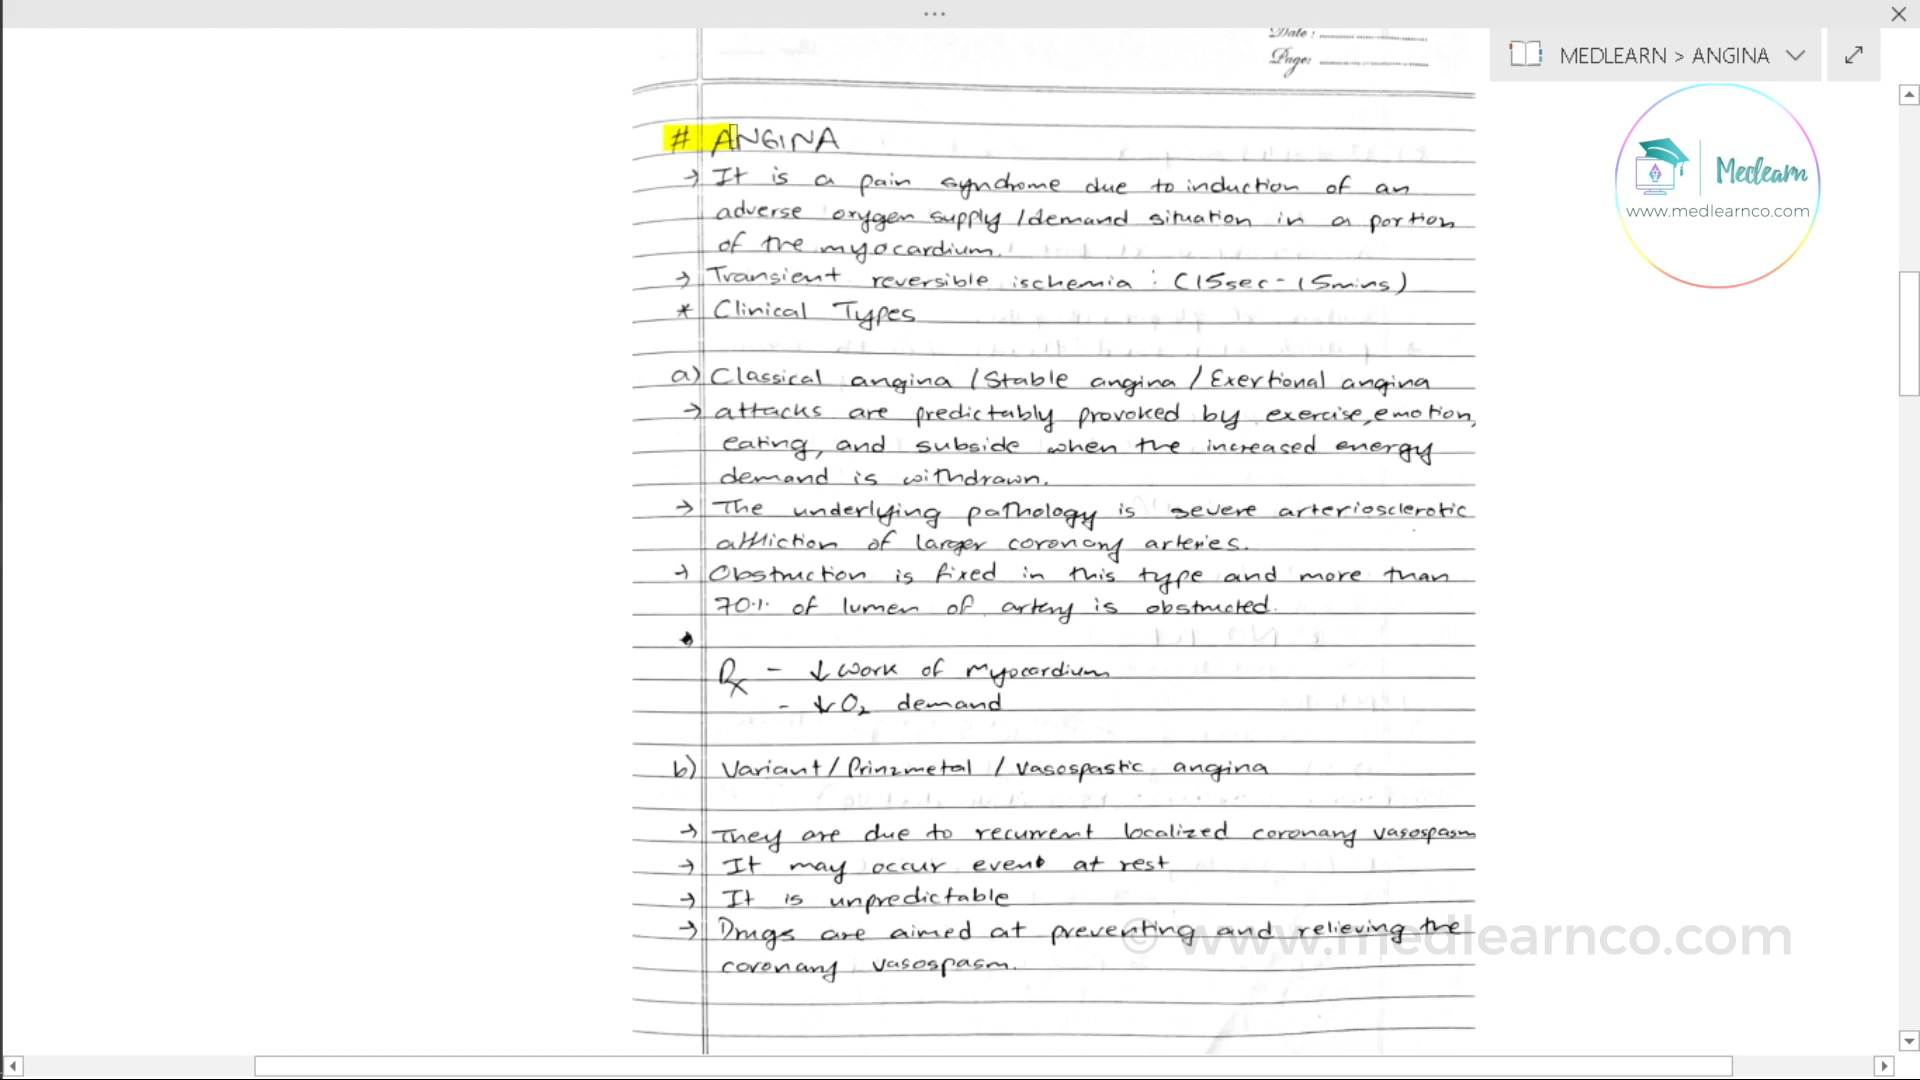 ...
MEDLEARN > ANGINA
Date :
Page:
Medlearn
www.medlearnco.com
# ANGINA
→ It is a pain syndrome due to induction of an
adverse oxygen supply/demand situation in a portion
of the myocardium.
→ Transient reversible ischemia : (15sec - 15mins)
* Clinical Types
a) Classical angina / Stable angina / Exertional angina
→ attacks are predictably provoked by exercise, emotion,
eating, and subside when the increased energy
demand is withdrawn.
→ The underlying pathology is severe arteriosclerotic
affliction of larger coronary arteries.
→ Obstruction is fixed in this type and more than
70% of lumen of artery is obstructed.
Rx - ↓ work of myocardium
- ↓ O₂ demand
b) Variant / Prinzmetal / Vasospastic angina
→ They are due to recurrent localized coronary vasospasm
→ It may occur even at rest
→ It is unpredictable
→ Drugs are aimed at preventing and relieving the
coronary vasospasm.
© www.medlearnco.com